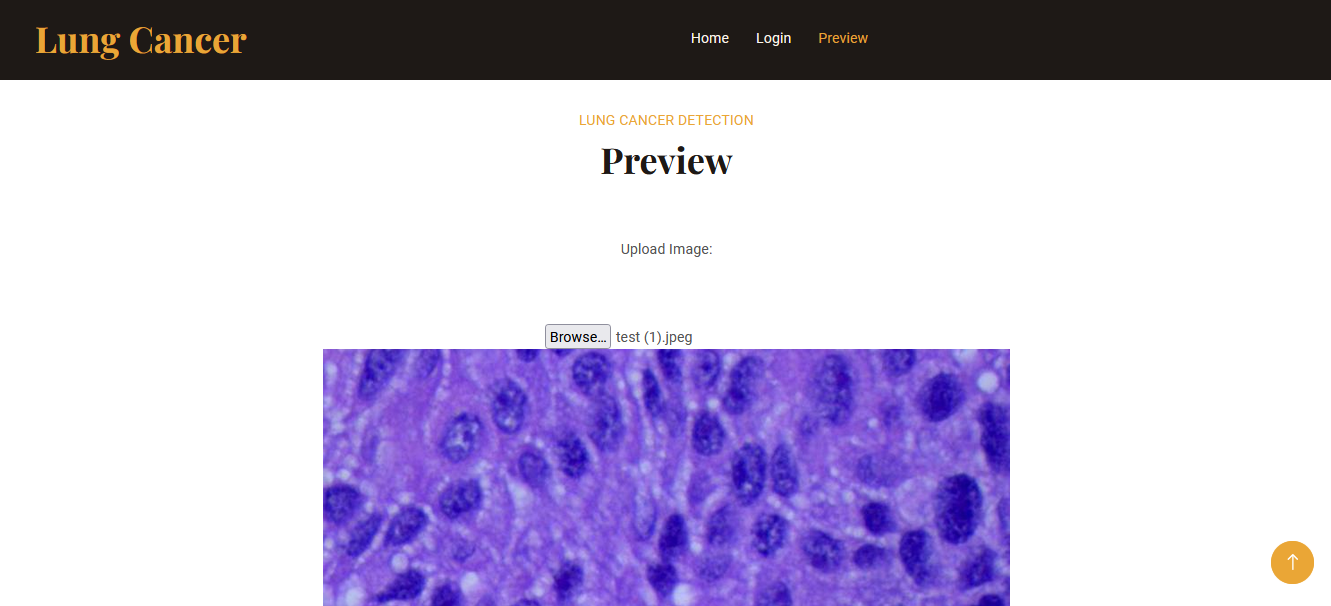 Lung Cancer
Home Login Preview
LUNG CANCER DETECTION
Preview
Upload Image:
Browse… test (1).jpeg